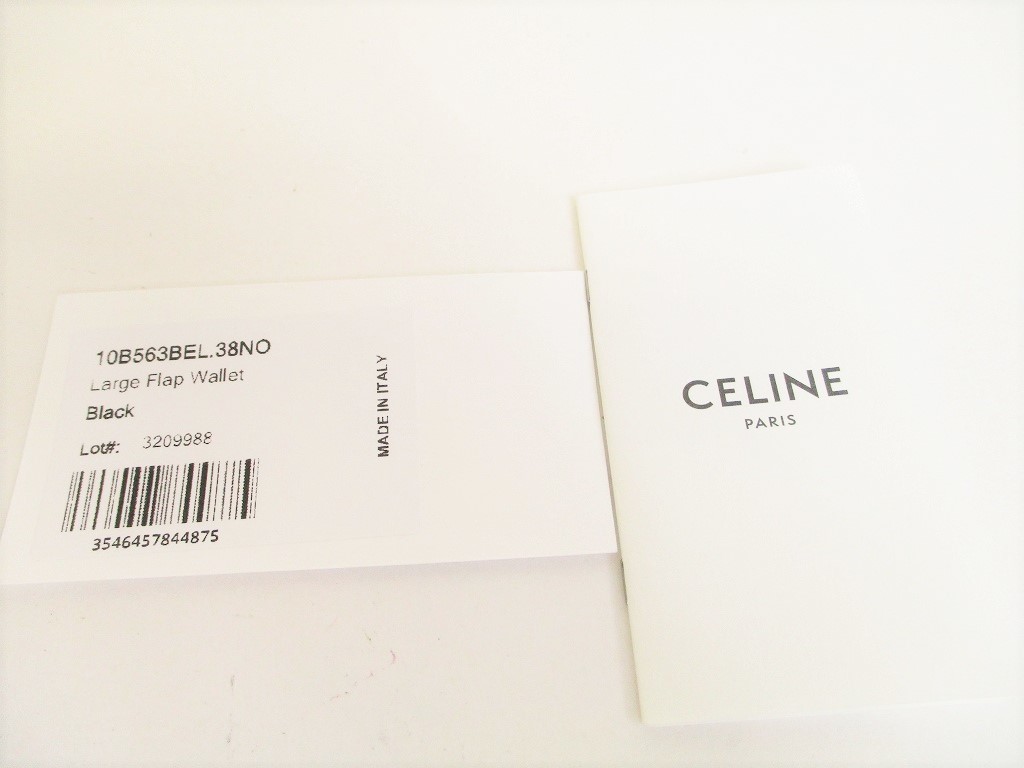 10B563BEL.38NO
Large Flap Wallet
Black
Lot#: 3209988
3546457844875
MADE IN ITALY
CELINE
PARIS